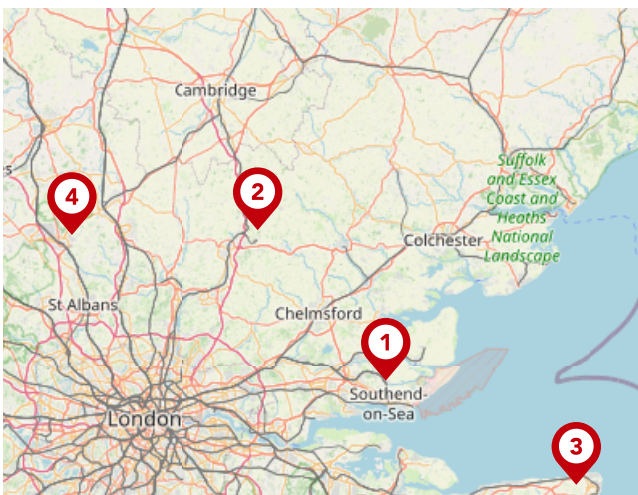 Cambridge
s
4
2
Suffolk
and Essex
Coast and
Heaths
National
Landscape
Colchester
St Albans
Chelmsford
1
Southend-
on-Sea
London
3